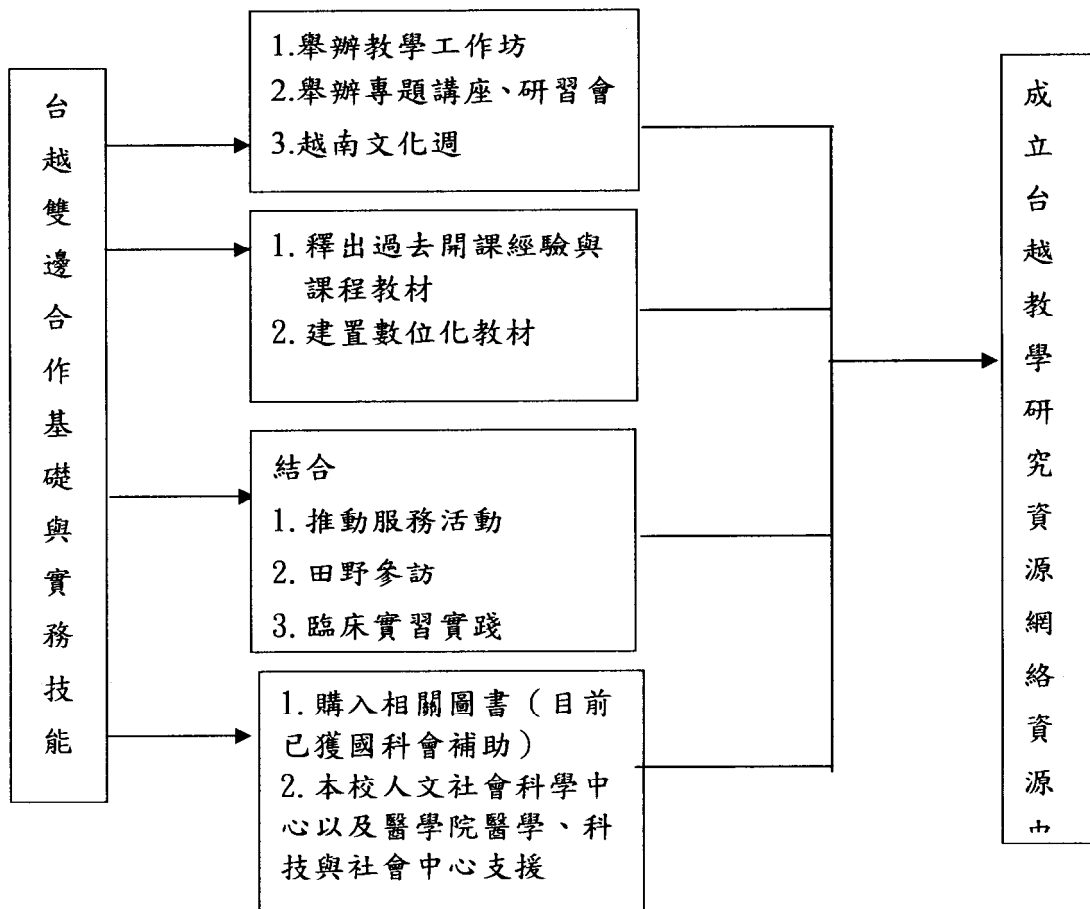 台越雙邊合作基礎與實務技能
1.舉辦教學工作坊
2.舉辦專題講座、研習會
3.越南文化週
1. 釋出過去開課經驗與
課程教材
2. 建置數位化教材
結合
1. 推動服務活動
2. 田野參訪
3. 臨床實習實踐
1. 購入相關圖書（目前
已獲國科會補助）
2. 本校人文社會科學中
心以及醫學院醫學、科
技與社會中心支援
成立台越教學研究資源網絡資源